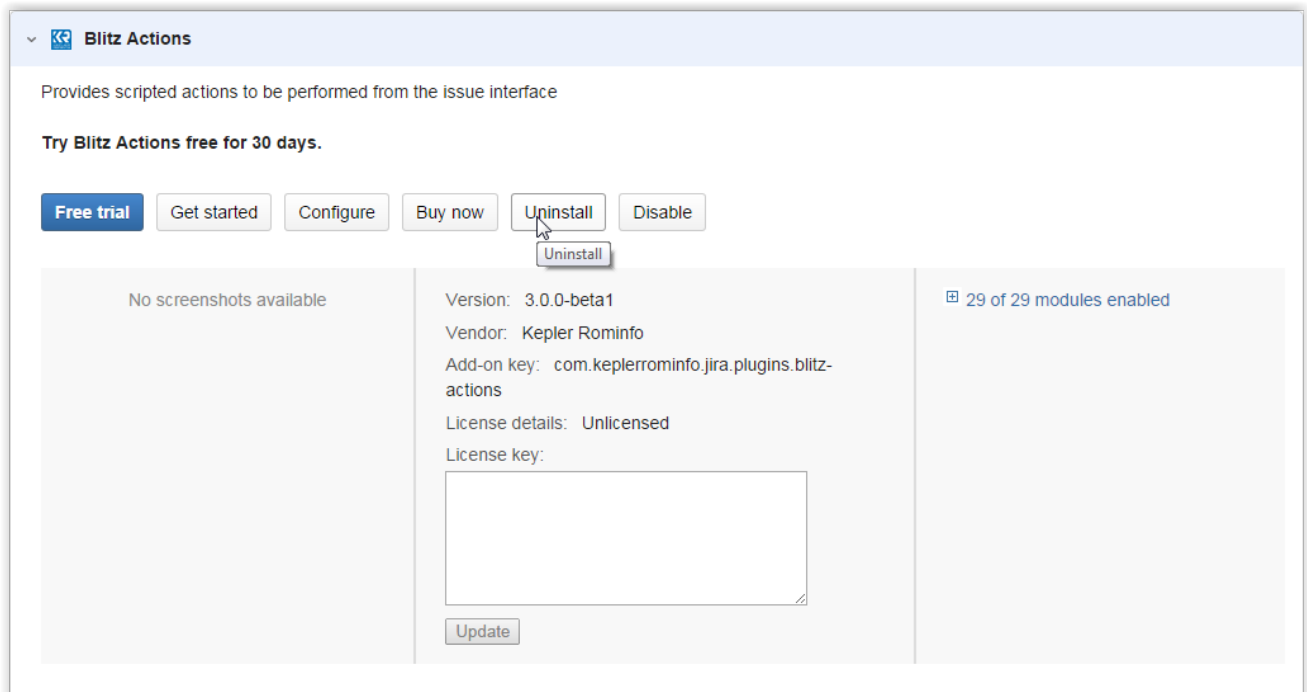 Blitz Actions
Provides scripted actions to be performed from the issue interface
Try Blitz Actions free for 30 days.
Free trial Get started Configure Buy now Uninstall Disable
Uninstall
No screenshots available
Version: 3.0.0-beta1
Vendor: Kepler Rominfo
Add-on key: com.keplerrominfo.jira.plugins.blitz-
actions
License details: Unlicensed
License key:
Update
29 of 29 modules enabled